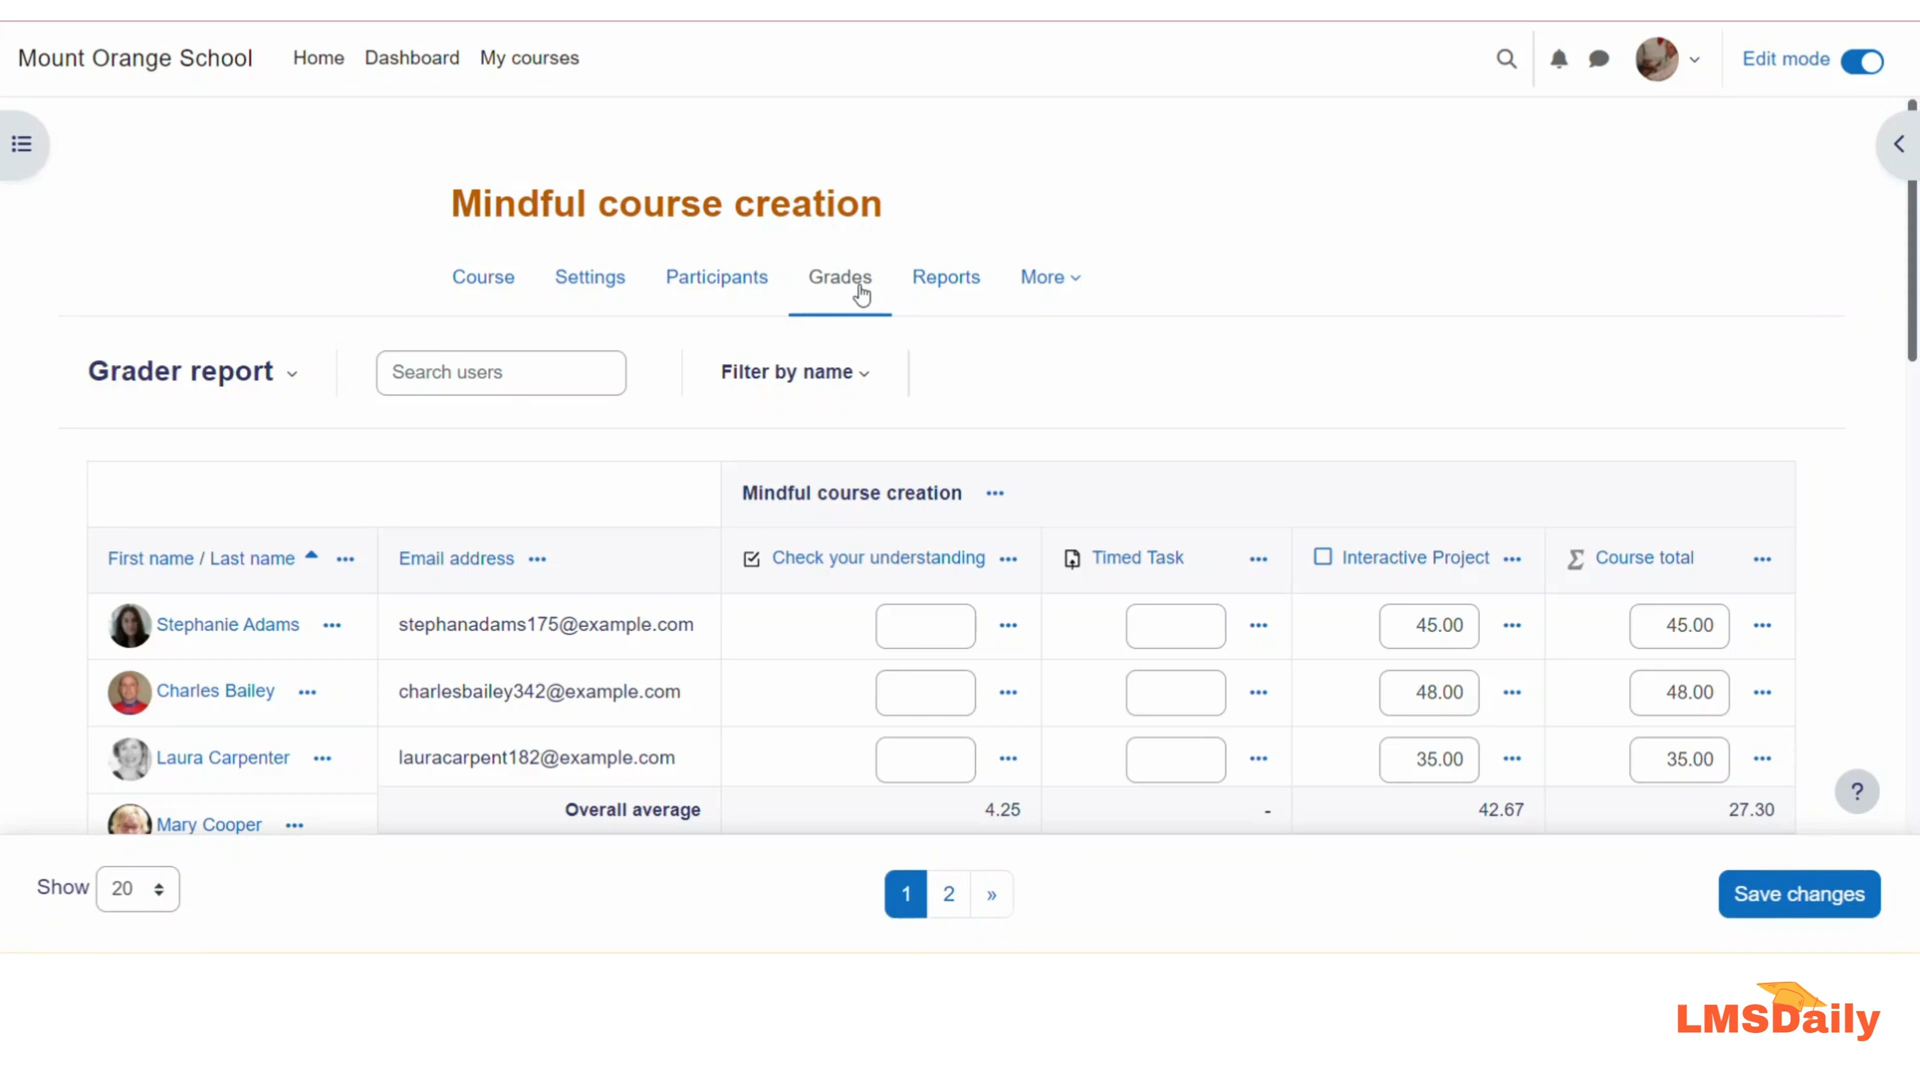 Mount Orange School Home Dashboard My courses Edit mode
Mindful course creation
Course Settings Participants Grades Reports More
Grader report Search users Filter by name
Mindful course creation
First name / Last name Email address Check your understanding Timed Task Interactive Project Σ Course total
Stephanie Adams stephanadams175@example.com 45.00 45.00
Charles Bailey charlesbailey342@example.com 48.00 48.00
Laura Carpenter lauracarpent182@example.com 35.00 35.00
Overall average 4.25 - 42.67 27.30
Mary Cooper
?
Show 20 1 2 » Save changes
LMSDaily